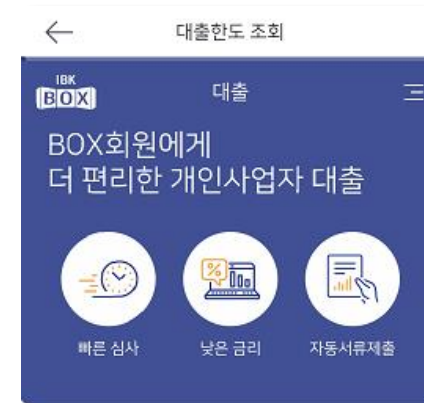 대출한도 조회
IBK
BOX
대출
BOX회원에게
더 편리한 개인사업자 대출
%
빠른 심사
낮은 금리
자동서류제출